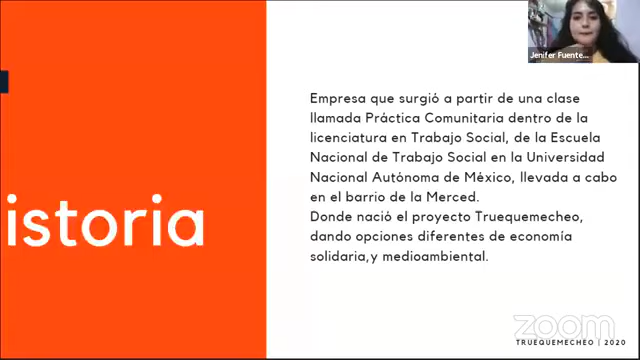 Jenifer Fuente...
Empresa que surgió a partir de una clase
llamada Práctica Comunitaria dentro de la
licenciatura en Trabajo Social, de la Escuela
Nacional de Trabajo Social en la Universidad
Nacional Autónoma de México, llevada a cabo
en el barrio de la Merced.
Donde nació el proyecto Truequemecheo,
dando opciones diferentes de economía
solidaria,y medioambiental.
istoria
zoom
TRUEQUEMECHEO | 2020